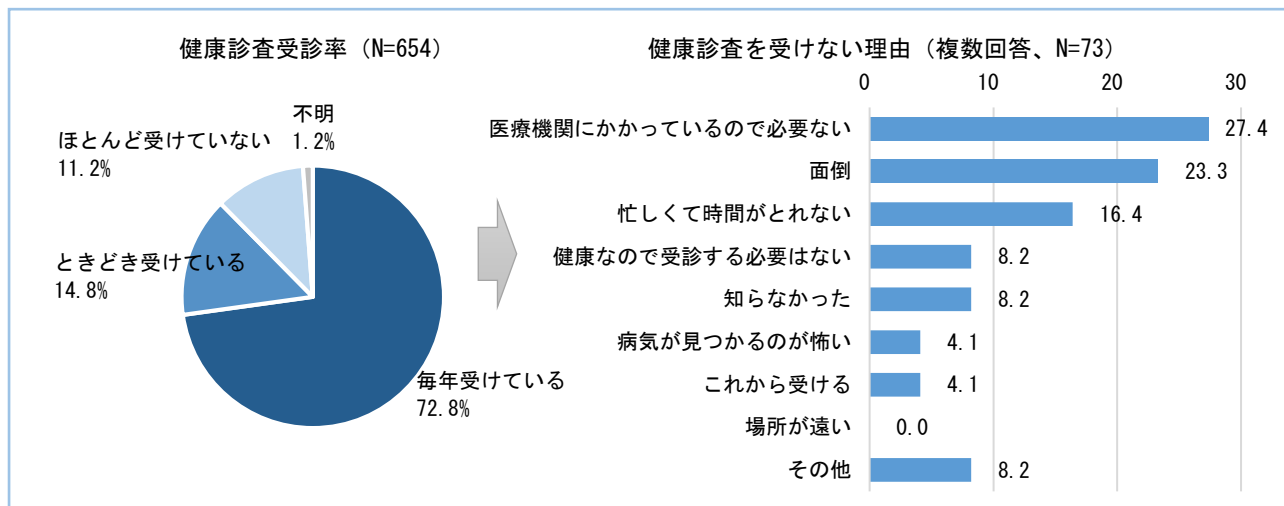 健康診査受診率（N=654）
不明
1.2%
ほとんど受けていない
11.2%
ときどき受けている
14.8%
毎年受けている
72.8%
健康診査を受けない理由（複数回答、N=73）
0 10 20 30
医療機関にかかっているので必要ない 27.4
面倒 23.3
忙しくて時間がとれない 16.4
健康なので受診する必要はない 8.2
知らなかった 8.2
病気が見つかるのが怖い 4.1
これから受ける 4.1
場所が遠い 0.0
その他 8.2